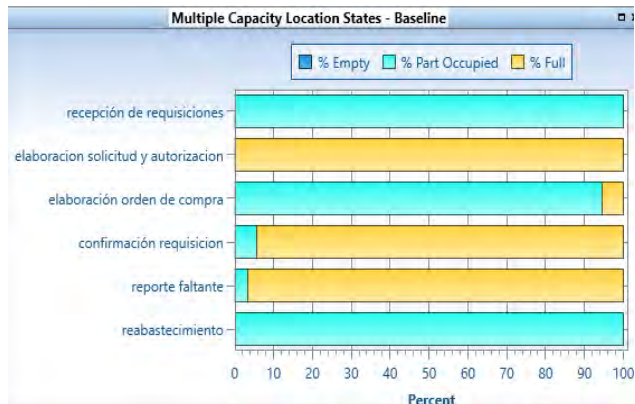 Multiple Capacity Location States - Baseline
% Empty % Part Occupied % Full
recepción de requisiciones
elaboracion solicitud y autorizacion
elaboración orden de compra
confirmación requisicion
reporte faltante
reabastecimiento
0 10 20 30 40 50 60 70 80 90 100
Percent